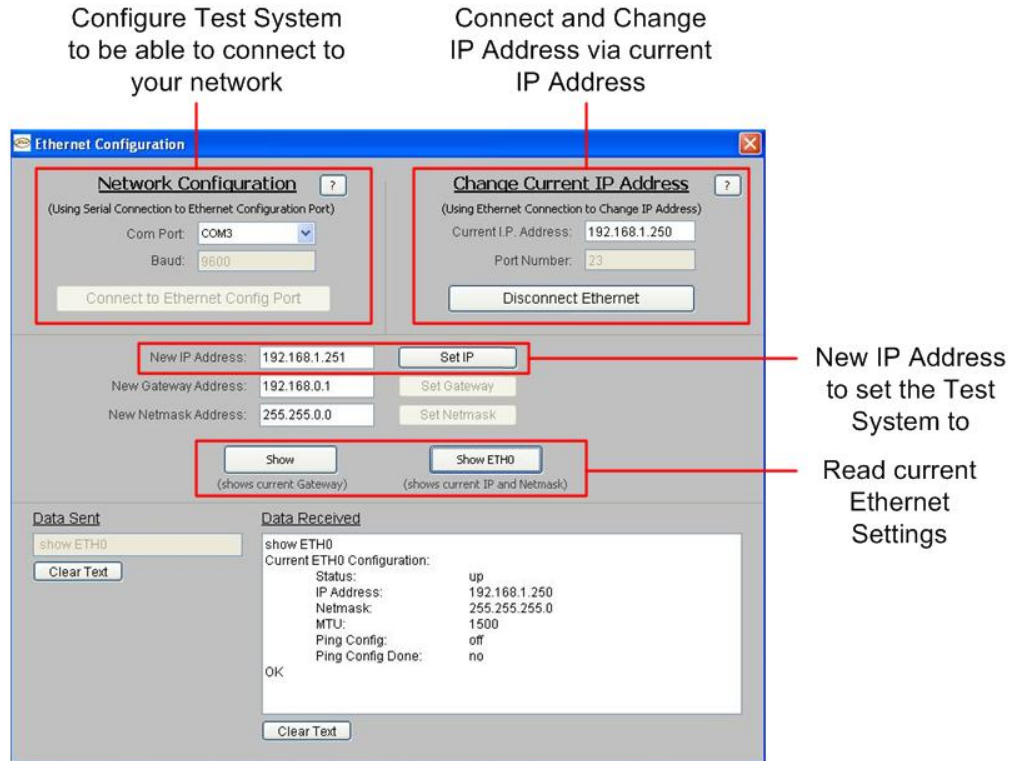 Configure Test System
to be able to connect to
your network
Connect and Change
IP Address via current
IP Address
Ethernet Configuration
Network Configuration ?
(Using Serial Connection to Ethernet Configuration Port)
Com Port: COM3
Baud: 9600
Connect to Ethernet Config Port
Change Current IP Address ?
(Using Ethernet Connection to Change IP Address)
Current I.P. Address: 192.168.1.250
Port Number: 23
Disconnect Ethernet
New IP Address: 192.168.1.251 Set IP
New Gateway Address: 192.168.0.1 Set Gateway
New Netmask Address: 255.255.0.0 Set Netmask
Show Show ETH0
(shows current Gateway) (shows current IP and Netmask)
New IP Address
to set the Test
System to
Read current
Ethernet
Settings
Data Sent
show ETH0
Clear Text
Data Received
show ETH0
Current ETH0 Configuration:
Status: up
IP Address: 192.168.1.250
Netmask: 255.255.255.0
MTU: 1500
Ping Config: off
Ping Config Done: no
OK
Clear Text